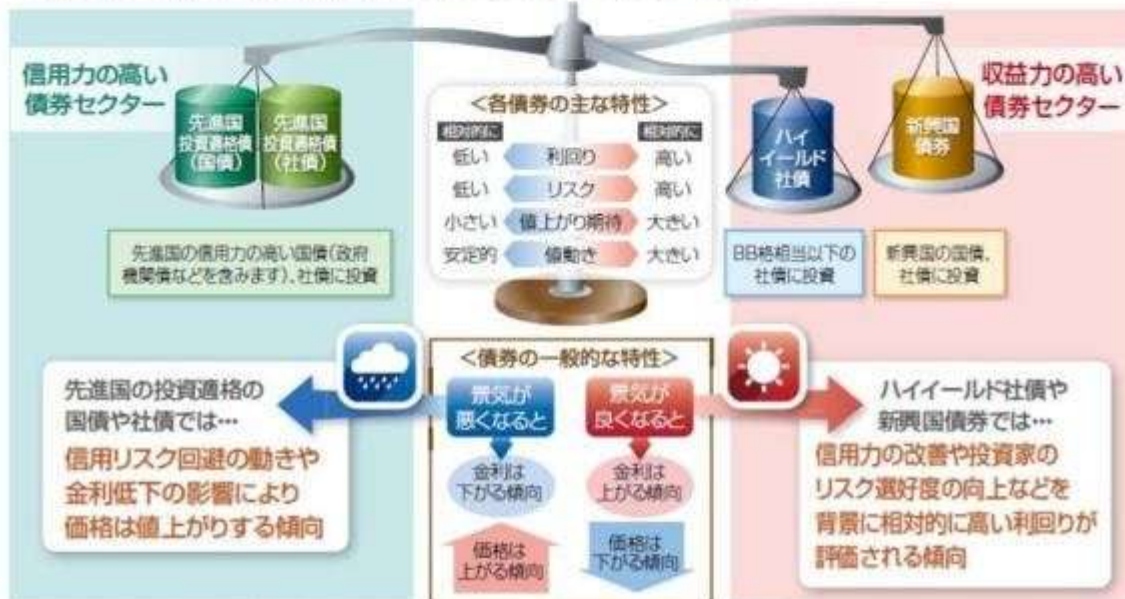 信用力の高い
債券セクター
先進国
投資適格債
(国債)
先進国
投資適格債
(社債)
<各債券の主な特性>
相対的に
相対的に
低い 利回り 高い
低い リスク 高い
小さい 値上がり期待 大きい
安定的 値動き 大きい
収益力の高い
債券セクター
ハイ
イールド
社債
新興国
債券
先進国の信用力の高い国債(政府
機関債などを含みます)、社債に投資
BB格相当以下の
社債に投資
新興国の国債、
社債に投資
先進国の投資適格の
国債や社債では…
信用リスク回避の動きや
金利低下の影響により
価格は値上がりする傾向
<債券の一般的な特性>
景気が
悪くなると
景気が
良くなると
金利は
下がる傾向
金利は
上がる傾向
価格は
上がる傾向
価格は
下がる傾向
ハイイールド社債や
新興国債券では…
信用力の改善や投資家の
リスク選好度の向上などを
背景に相対的に高い利回りが
評価される傾向